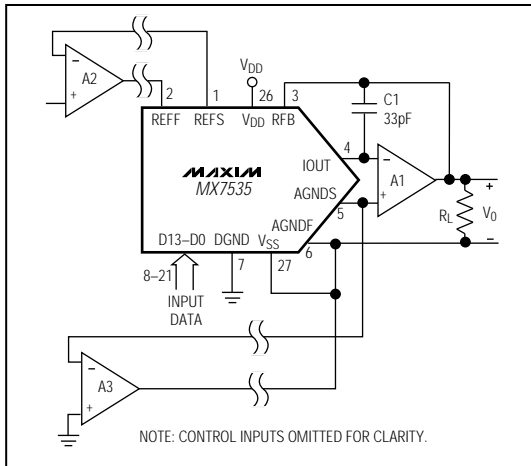 A2
VDD
C1
33pF
2
1
26
3
REFF
REFS
VDD
RFB
4
IOUT
MAXIM
MX7535
A1
AGNDS
5
AGNDF
6
RL
V0
D13–D0
DGND
VSS
8–21
7
27
INPUT
DATA
A3
NOTE: CONTROL INPUTS OMITTED FOR CLARITY.